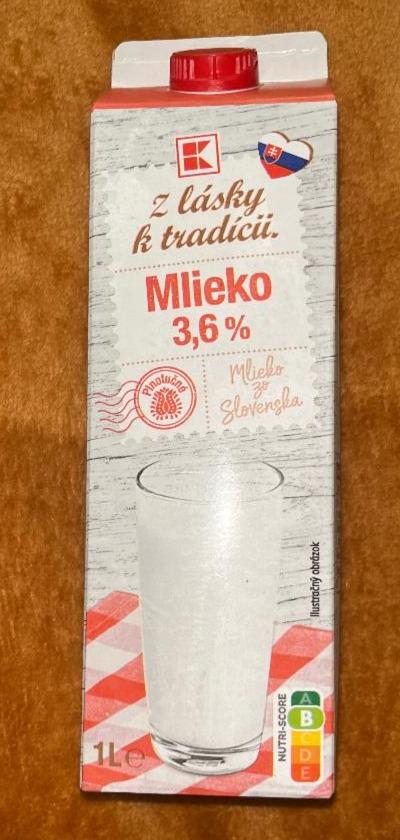 K
z lásky
k tradícii.
Mlieko
3,6 %
Plnotučné
Mlieko
zo
Slovenska
Ilustračný obrázok
NUTRI-SCORE
A
B
C
D
E
1L e